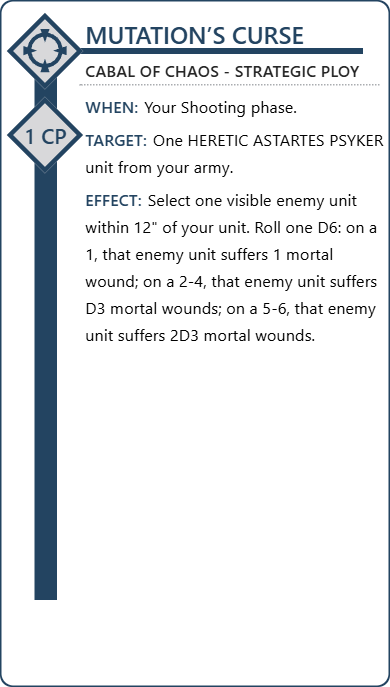 MUTATION’S CURSE
CABAL OF CHAOS - STRATEGIC PLOY
1 CP
WHEN: Your Shooting phase.
TARGET: One HERETIC ASTARTES PSYKER
unit from your army.
EFFECT: Select one visible enemy unit
within 12" of your unit. Roll one D6: on a
1, that enemy unit suffers 1 mortal
wound; on a 2-4, that enemy unit suffers
D3 mortal wounds; on a 5-6, that enemy
unit suffers 2D3 mortal wounds.